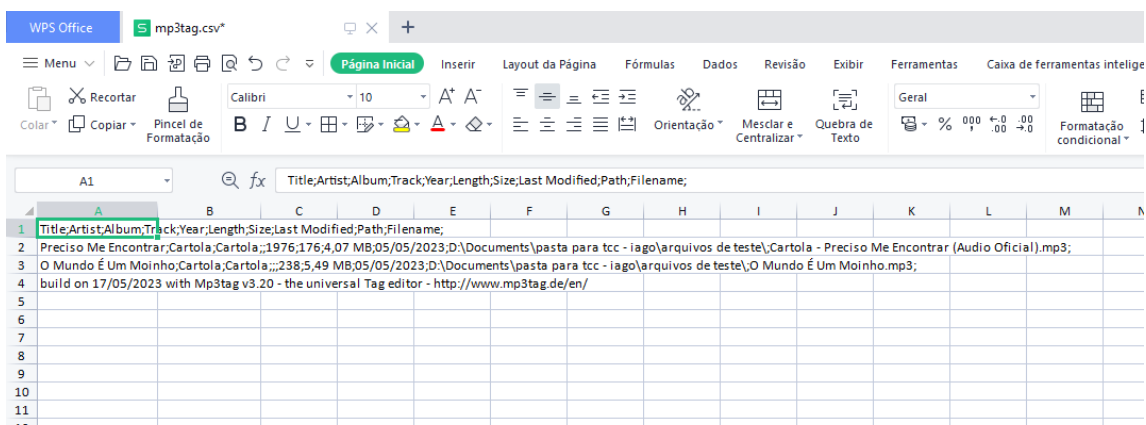 WPS Office mp3tag.csv*
Menu Página Inicial Inserir Layout da Página Fórmulas Dados Revisão Exibir Ferramentas Caixa de ferramentas intelige
Recortar Calibri 10 A+ A- Geral
Colar Copiar Pincel de Formatação B I U A Orientação Mesclar e Centralizar Quebra de Texto % 000 Formatação condicional
A1 fx Title;Artist;Album;Track;Year;Length;Size;Last Modified;Path;Filename;
A B C D E F G H I J K L M N
1 Title;Artist;Album;Track;Year;Length;Size;Last Modified;Path;Filename;
2 Preciso Me Encontrar;Cartola;Cartola;;1976;176;4,07 MB;05/05/2023;D:\Documents\pasta para tcc - iago\arquivos de teste\;Cartola - Preciso Me Encontrar (Audio Oficial).mp3;
3 O Mundo É Um Moinho;Cartola;Cartola;;;238;5,49 MB;05/05/2023;D:\Documents\pasta para tcc - iago\arquivos de teste\;O Mundo É Um Moinho.mp3;
4 build on 17/05/2023 with Mp3tag v3.20 - the universal Tag editor - http://www.mp3tag.de/en/
5
6
7
8
9
10
11